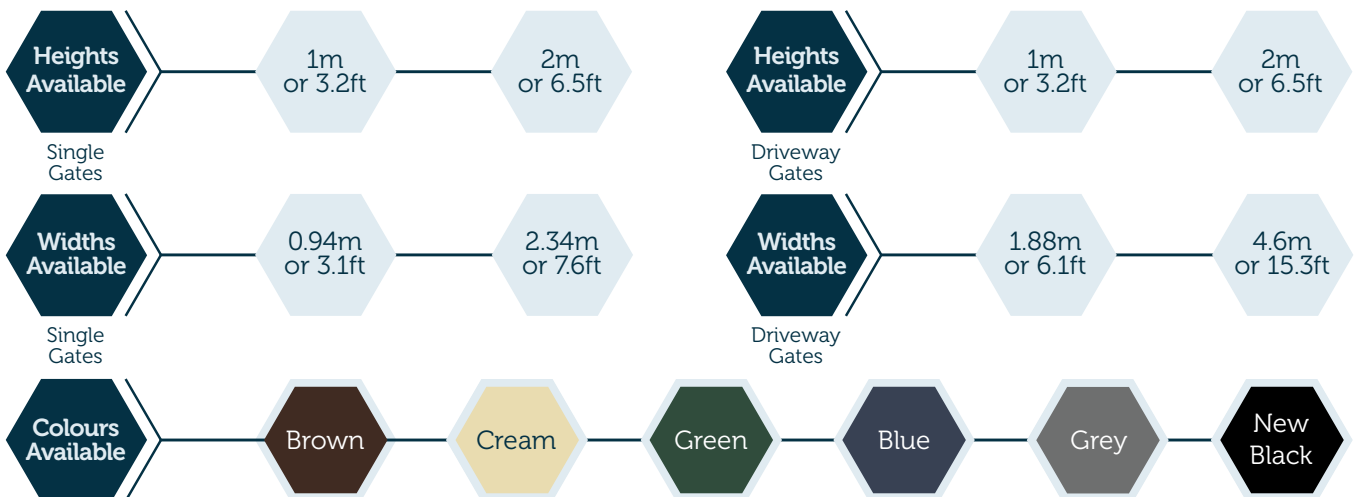 Heights
Available
1m
or 3.2ft
2m
or 6.5ft
Single
Gates
Heights
Available
1m
or 3.2ft
2m
or 6.5ft
Driveway
Gates
Widths
Available
0.94m
or 3.1ft
2.34m
or 7.6ft
Single
Gates
Widths
Available
1.88m
or 6.1ft
4.6m
or 15.3ft
Driveway
Gates
Colours
Available
Brown
Cream
Green
Blue
Grey
New
Black